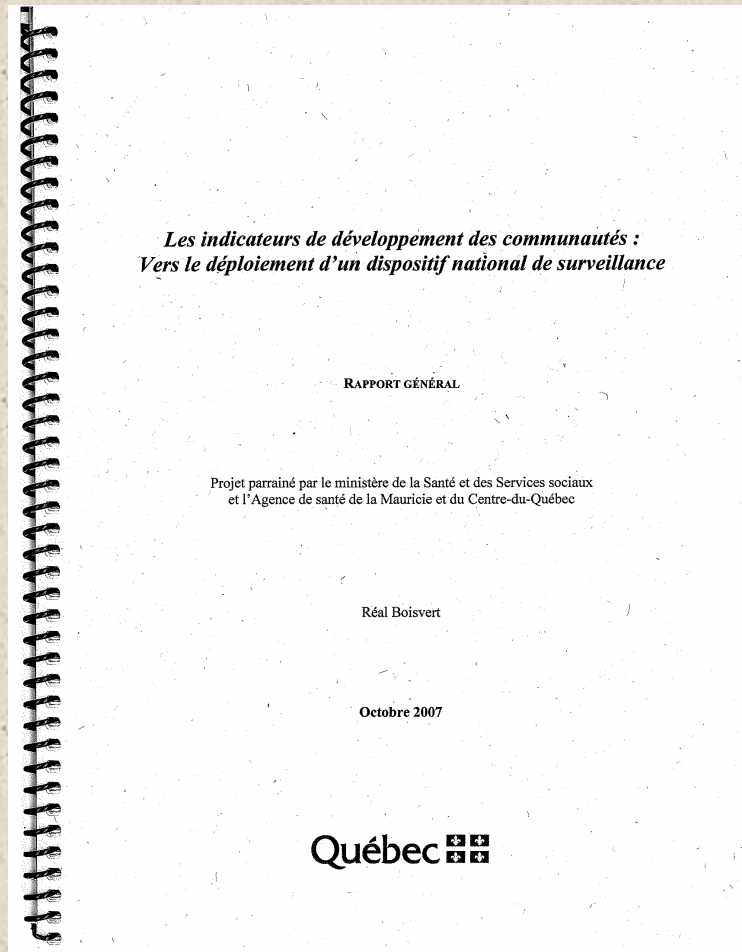 Les indicateurs de développement des communautés :
Vers le déploiement d'un dispositif national de surveillance
RAPPORT GÉNÉRAL
Projet parrainé par le ministère de la Santé et des Services sociaux
et l'Agence de santé de la Mauricie et du Centre-du-Québec
Réal Boisvert
Octobre 2007
Québec